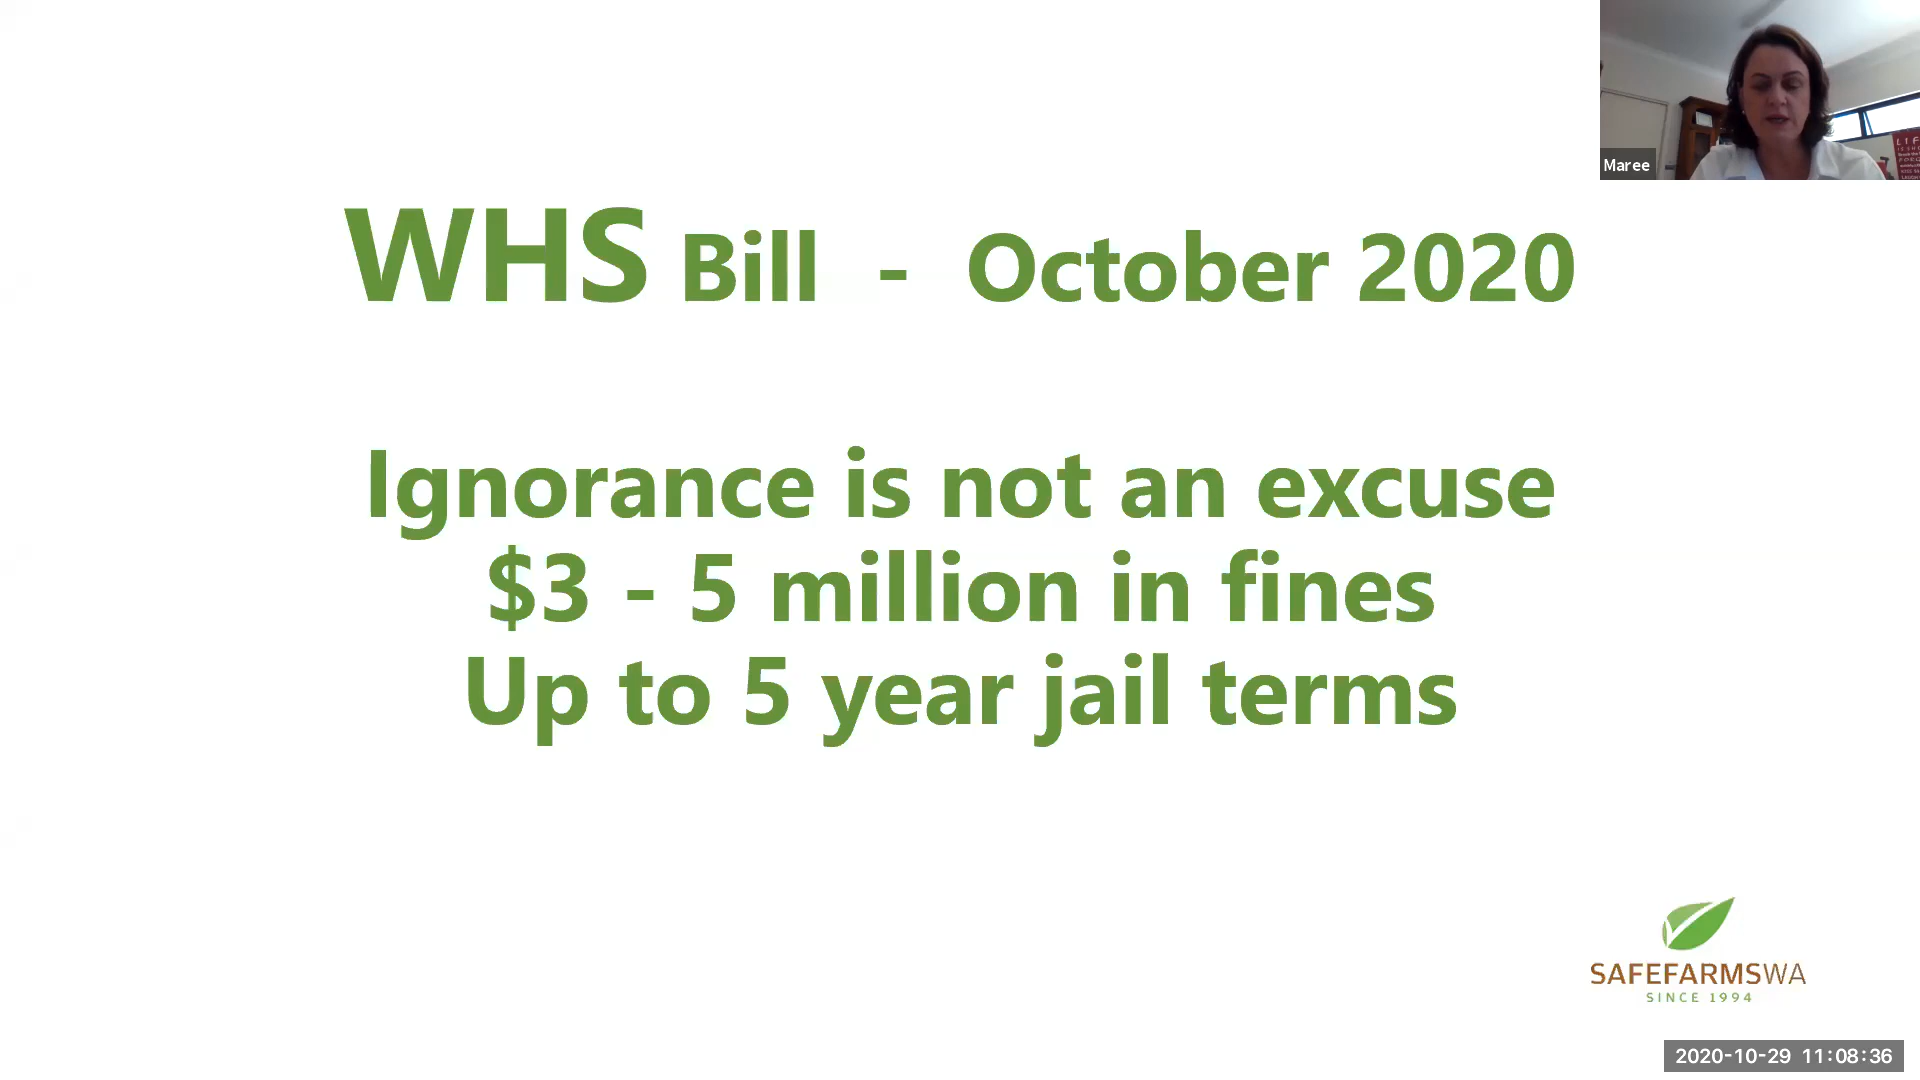 Maree
WHS Bill - October 2020
Ignorance is not an excuse
$3 - 5 million in fines
Up to 5 year jail terms
SAFEFARMSWA
SINCE 1994
2020-10-29 11:08:36